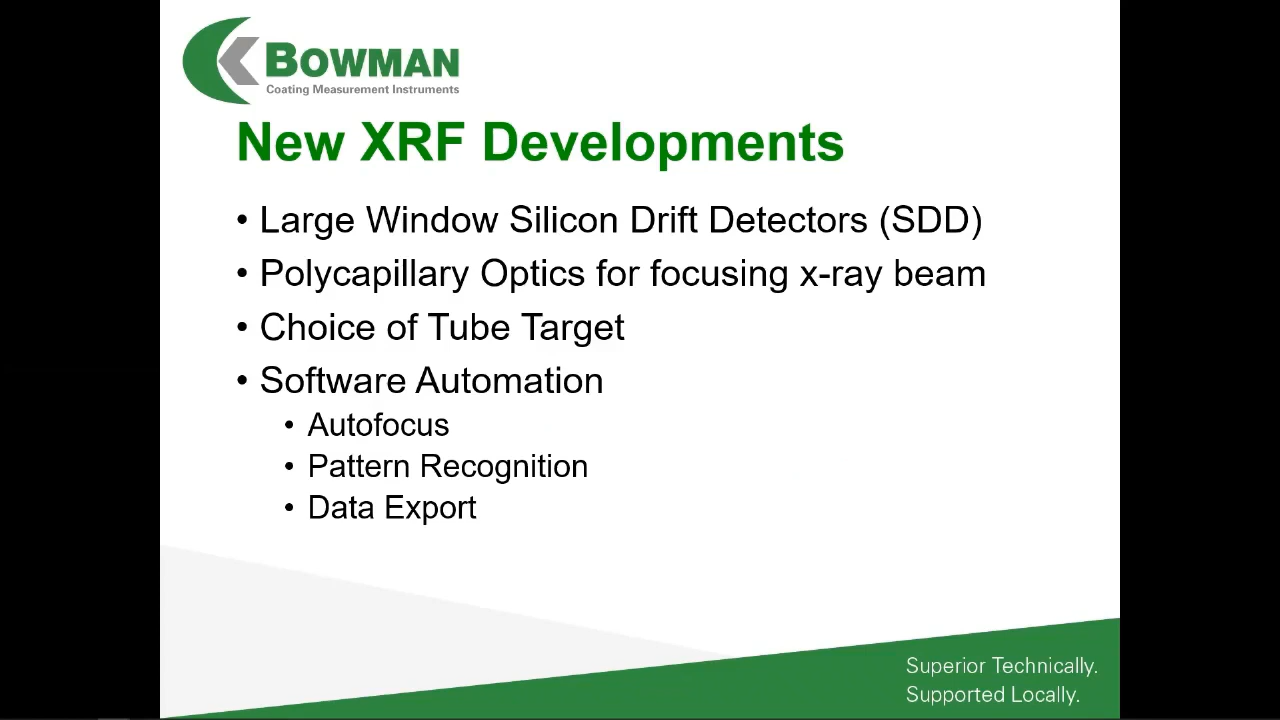 BOWMAN
Coating Measurement Instruments
New XRF Developments
• Large Window Silicon Drift Detectors (SDD)
• Polycapillary Optics for focusing x-ray beam
• Choice of Tube Target
• Software Automation
• Autofocus
• Pattern Recognition
• Data Export
Superior Technically.
Supported Locally.